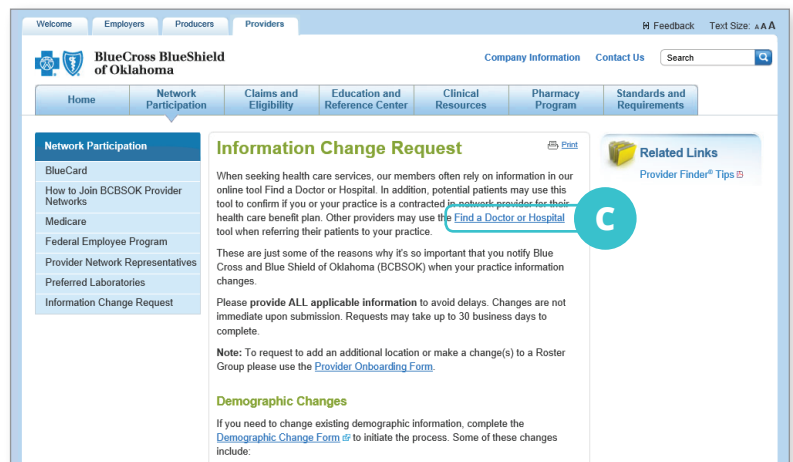 Welcome Employers Producers Providers
Feedback Text Size: A A A
BlueCross BlueShield
of Oklahoma
Company Information Contact Us Search
Home
Network
Participation
Claims and
Eligibility
Education and
Reference Center
Clinical
Resources
Pharmacy
Program
Standards and
Requirements
Network Participation
BlueCard
How to Join BCBSOK Provider
Networks
Medicare
Federal Employee Program
Provider Network Representatives
Preferred Laboratories
Information Change Request
Information Change Request
Print
When seeking health care services, our members often rely on information in our
online tool Find a Doctor or Hospital. In addition, potential patients may use this
tool to confirm if you or your practice is a contracted in-network provider for their
health care benefit plan. Other providers may use the Find a Doctor or Hospital
tool when referring their patients to your practice.
These are just some of the reasons why it's so important that you notify Blue
Cross and Blue Shield of Oklahoma (BCBSOK) when your practice information
changes.
Please provide ALL applicable information to avoid delays. Changes are not
immediate upon submission. Requests may take up to 30 business days to
complete.
Note: To request to add an additional location or make a change(s) to a Roster
Group please use the Provider Onboarding Form.
Demographic Changes
If you need to change existing demographic information, complete the
Demographic Change Form to initiate the process. Some of these changes
include:
C
Related Links
Provider Finder® Tips